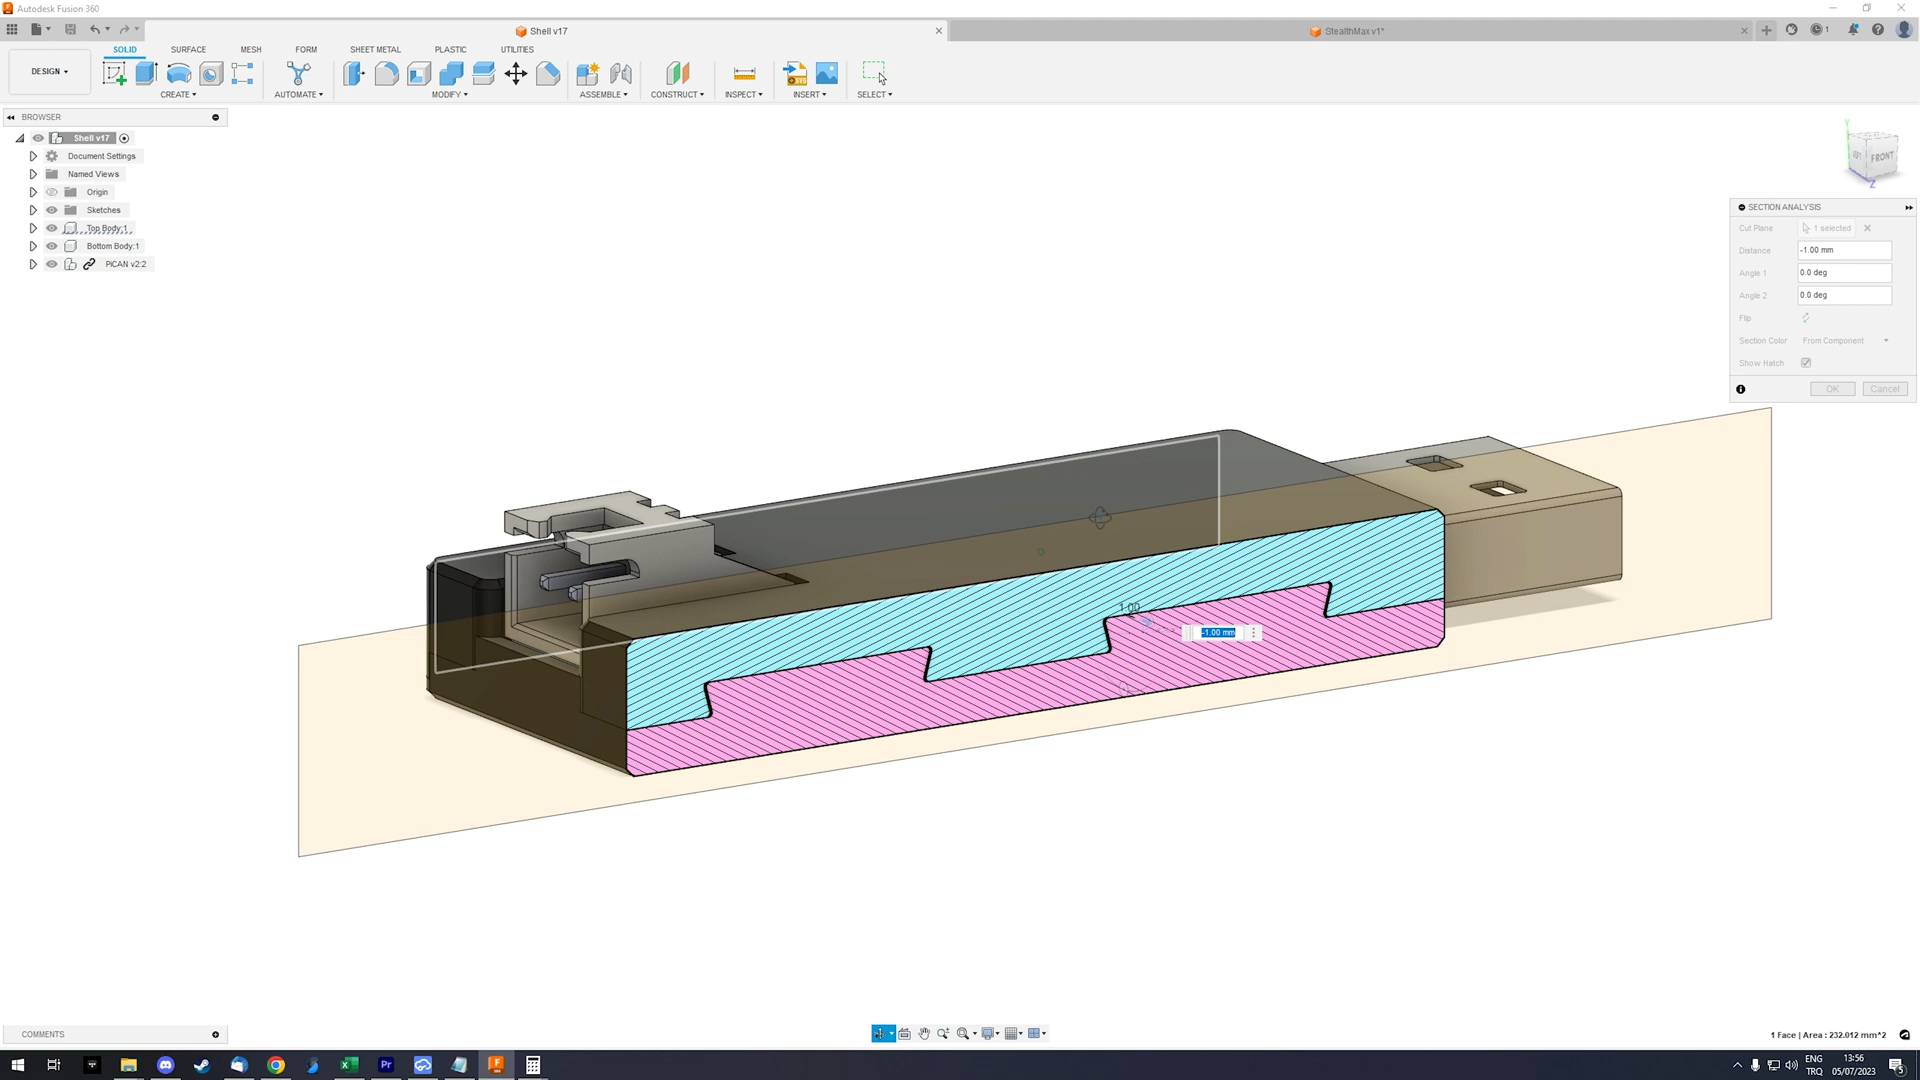 Autodesk Fusion 360
Shell v17
StealthMax v1*
1
DESIGN
SOLID
SURFACE
MESH
FORM
SHEET METAL
PLASTIC
UTILITIES
CREATE
AUTOMATE
MODIFY
ASSEMBLE
CONSTRUCT
INSPECT
INSERT
SELECT
BROWSER
Shell v17
Document Settings
Named Views
Origin
Sketches
Top Body:1
Bottom Body:1
PiCAN v2:2
Y
FRONT
Z
SECTION ANALYSIS
Cut Plane
1 selected
Distance
-1.00 mm
Angle 1
0.0 deg
Angle 2
0.0 deg
Flip
Section Color
From Component
Show Hatch
OK
Cancel
1.00
-1.00 mm
COMMENTS
1 Face | Area : 232.012 mm^2
ENG
TRQ
13:56
05/07/2023
5